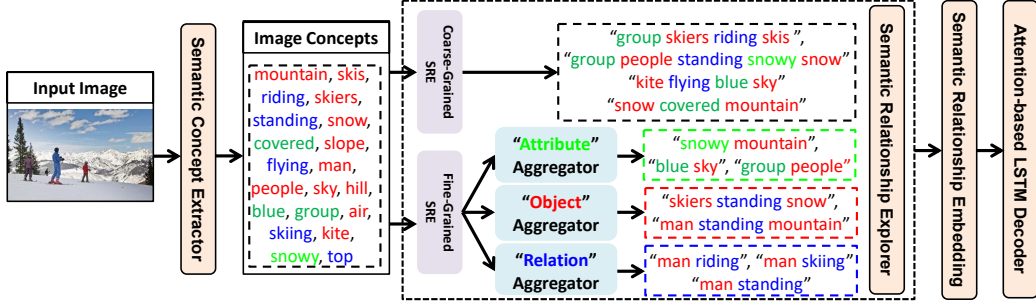 Input Image
Semantic Concept Extractor
Image Concepts
mountain, skis,
riding, skiers,
standing, snow,
covered, slope,
flying, man,
people, sky, hill,
blue, group, air,
skiing, kite,
snowy, top
Coarse-Grained
SRE
Fine-Grained
SRE
“group skiers riding skis”,
“group people standing snowy snow”
“kite flying blue sky”
“snow covered mountain”
“Attribute”
Aggregator
“snowy mountain”,
“blue sky”, “group people”
“Object”
Aggregator
“skiers standing snow”,
“man standing mountain”
“Relation”
Aggregator
“man riding”, “man skiing”
“man standing”
Semantic Relationship Explorer
Semantic Relationship Embedding
Attention-based LSTM Decoder